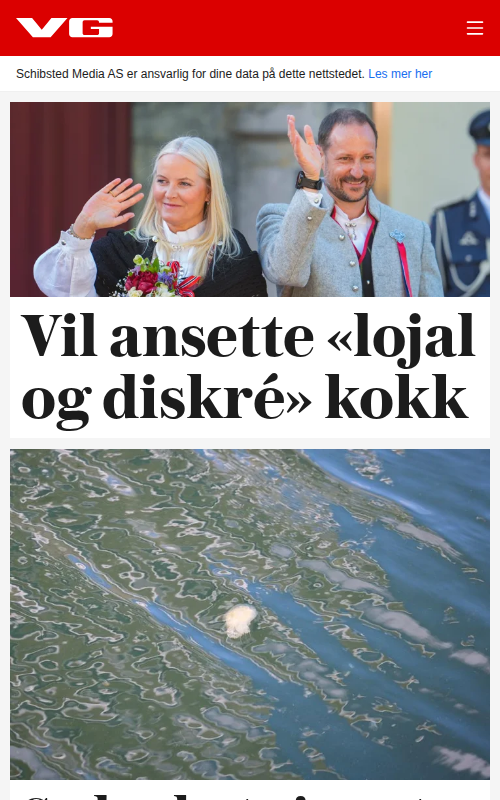 VG
Schibsted Media AS er ansvarlig for dine data på dette nettstedet. Les mer her
Vil ansette «lojal
og diskré» kokk